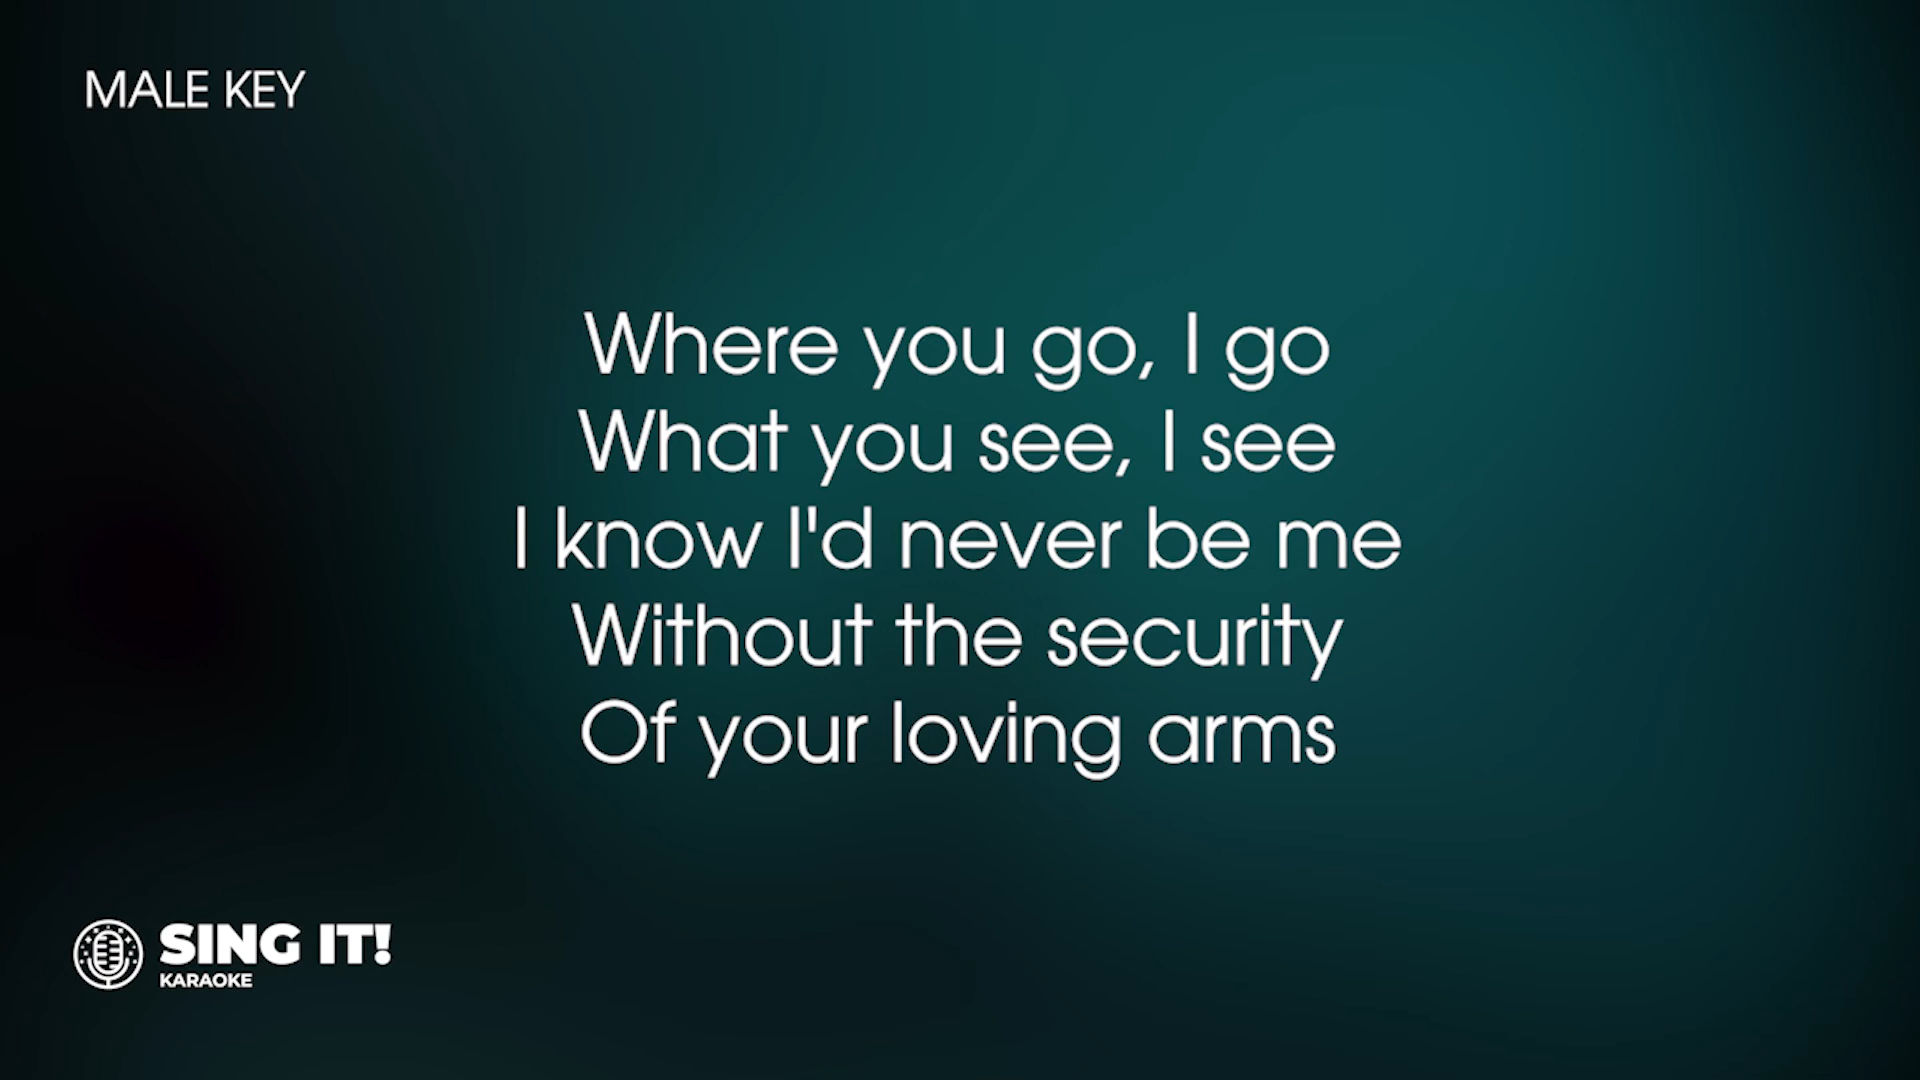 MALE KEY
Where you go, I go
What you see, I see
I know I'd never be me
Without the security
Of your loving arms
SING IT!
KARAOKE